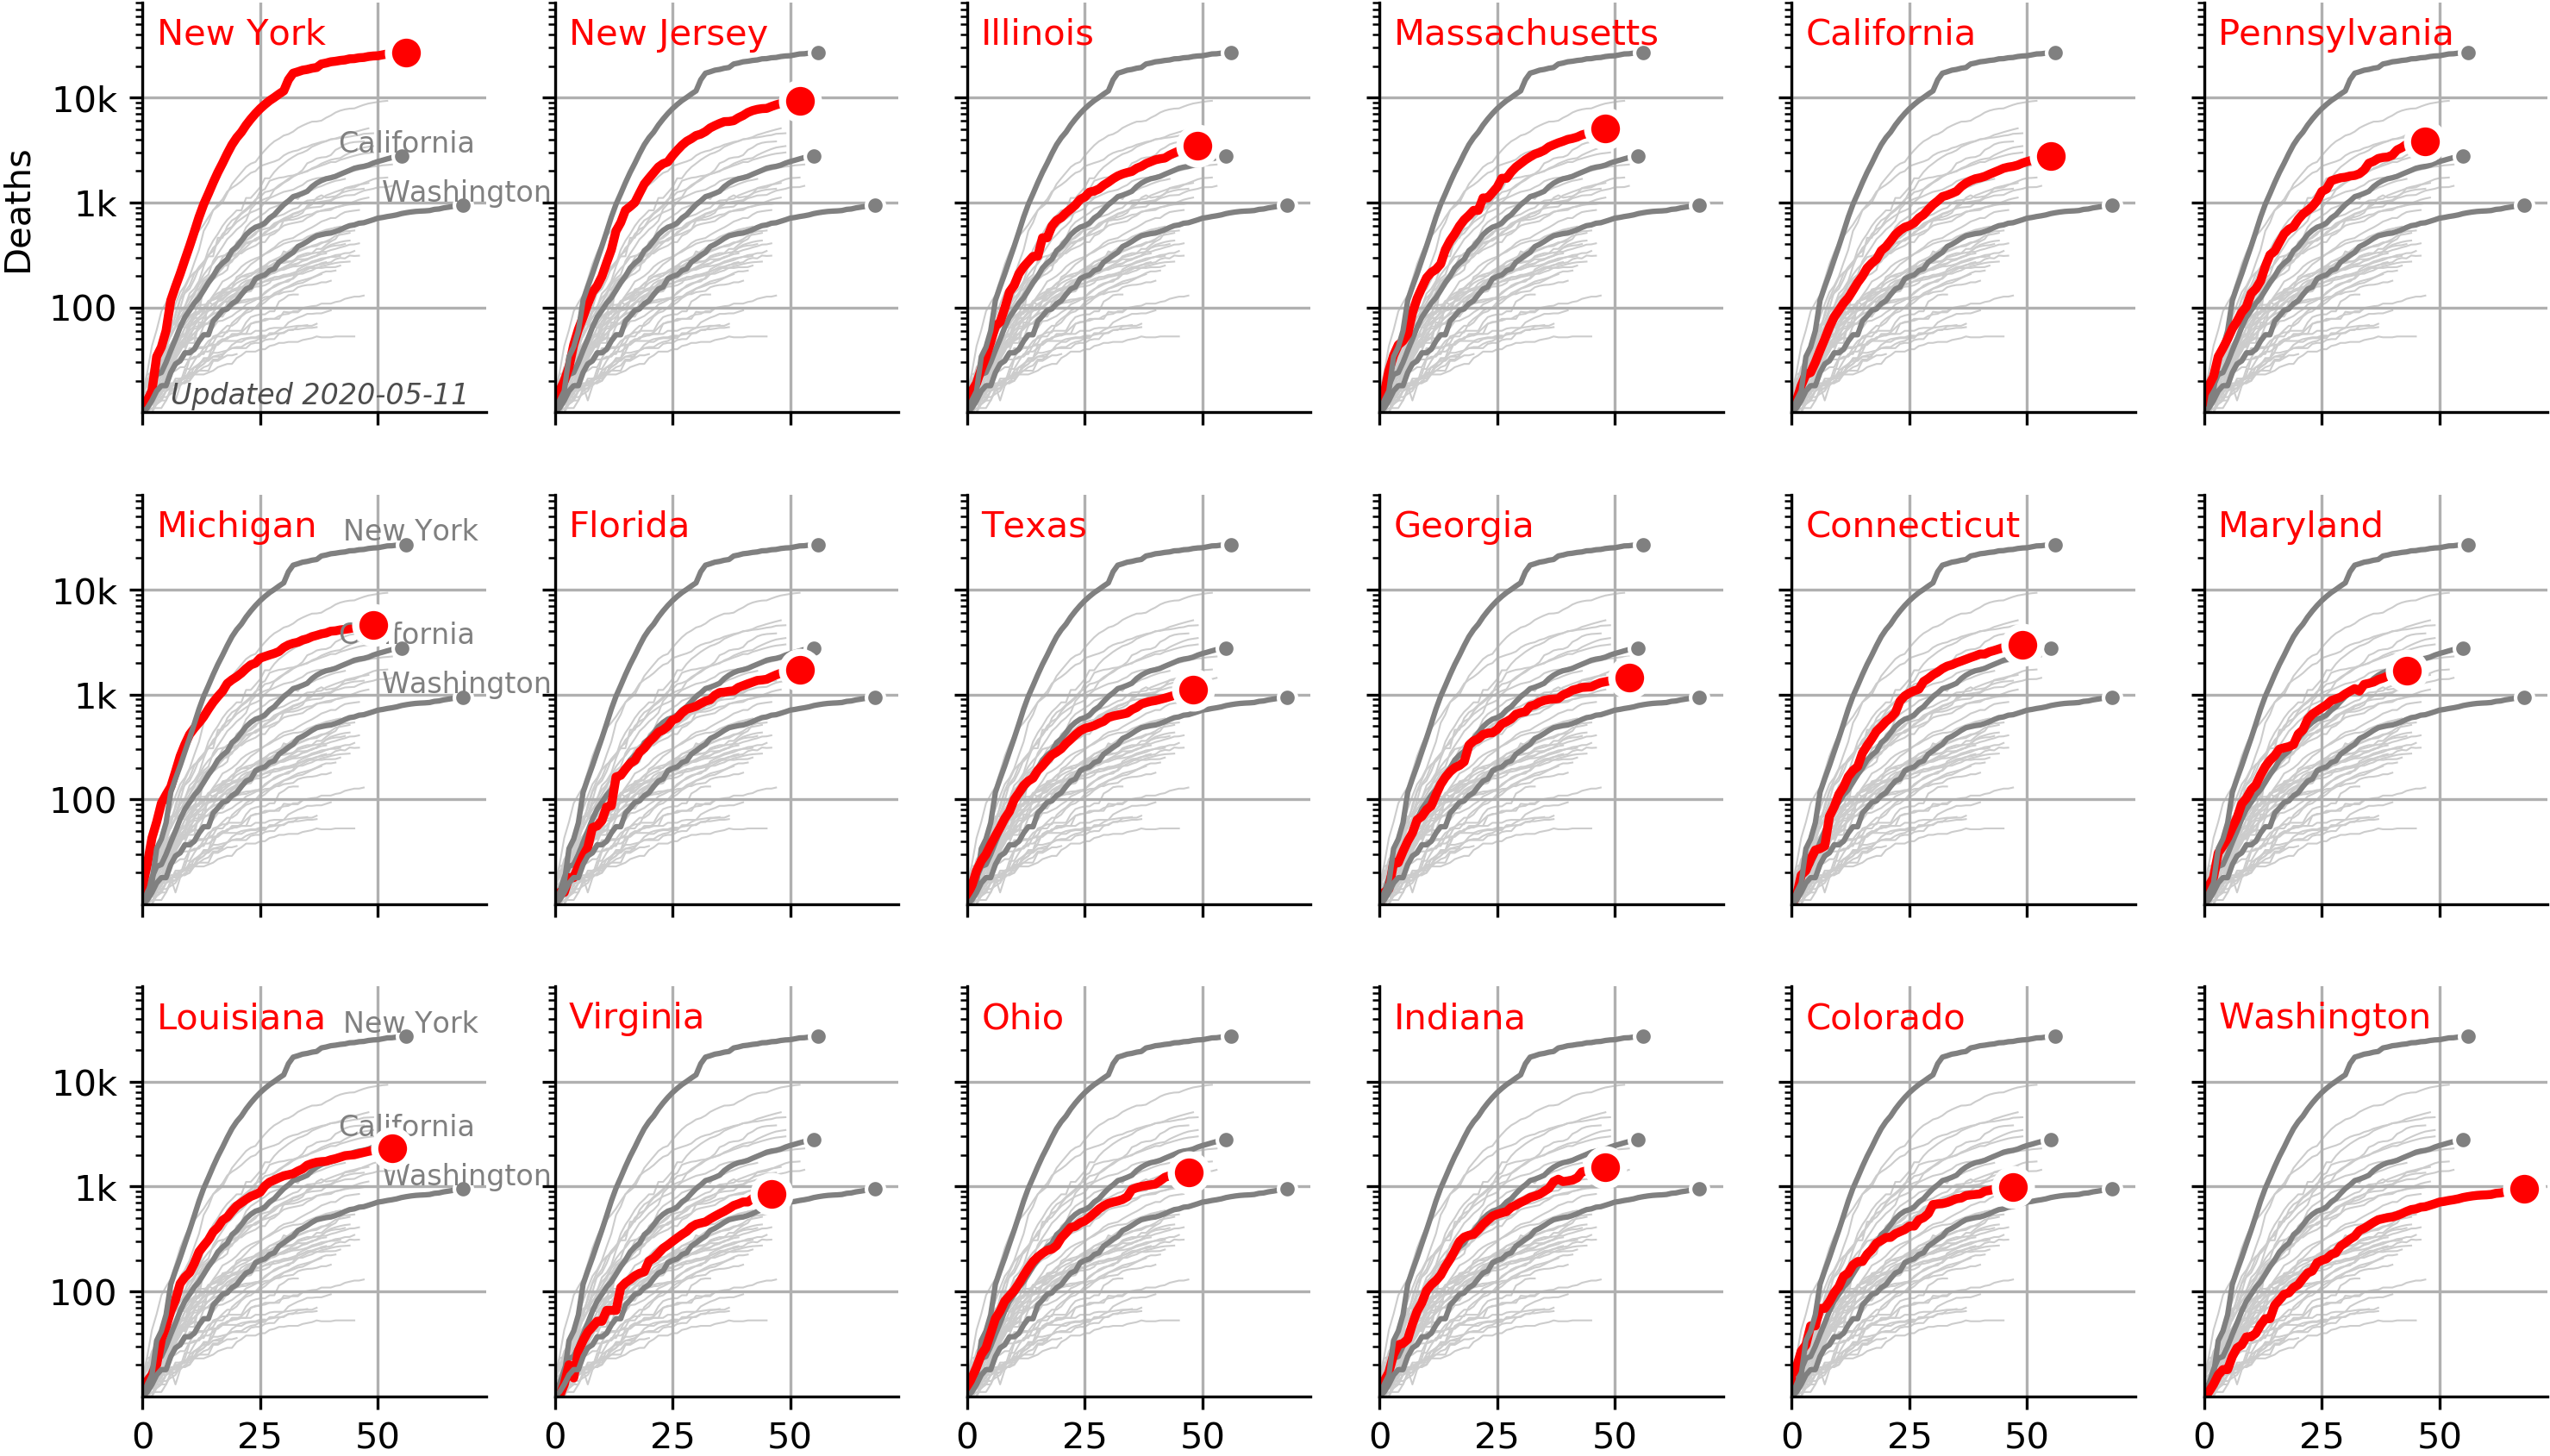 New York
New Jersey
Illinois
Massachusetts
California
Pennsylvania
10k
1k
100
Deaths
California
Washington
Updated 2020-05-11
Michigan
New York
Florida
Texas
Georgia
Connecticut
Maryland
10k
1k
100
California
Washington
Louisiana
New York
Virginia
Ohio
Indiana
Colorado
Washington
10k
1k
100
California
Washington
0 25 50 0 25 50 0 25 50 0 25 50 0 25 50 0 25 50